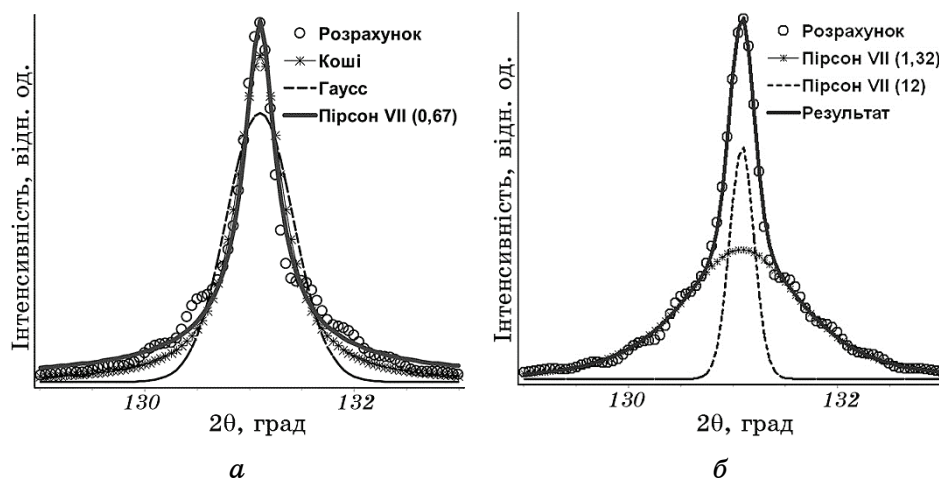 Інтенсивність, відн. од.
Розрахунок
Коші
Гаусс
Пірсон VII (0,67)
130
132
2θ, град
а
Інтенсивність, відн. од.
Розрахунок
Пірсон VII (1,32)
Пірсон VII (12)
Результат
130
132
2θ, град
б